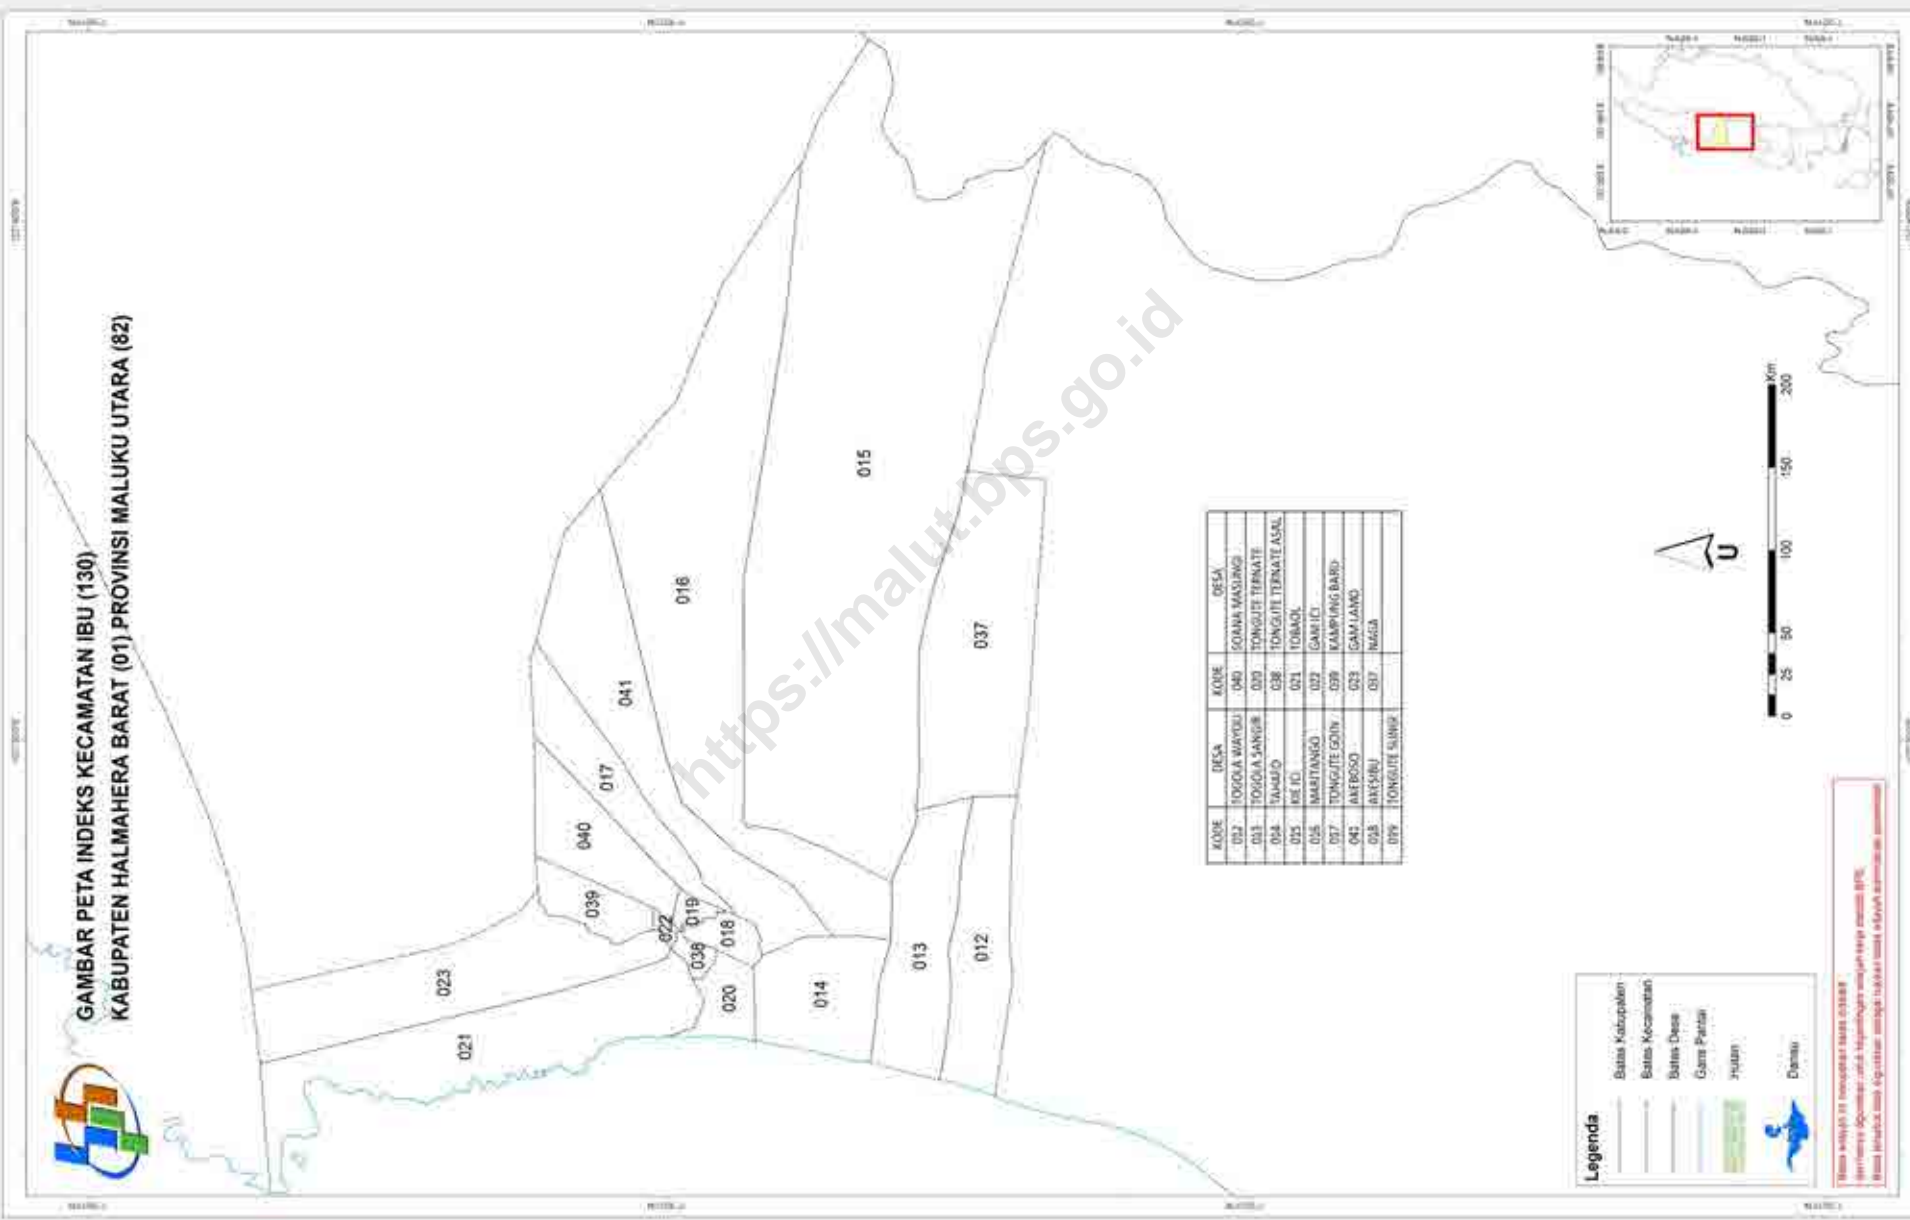 GAMBAR PETA INDEKS KECAMATAN IBU (130)
KABUPATEN HALMAHERA BARAT (01) PROVINSI MALUKU UTARA (82)
023
021
039
040
017
041
016
015
022
019
038
018
020
014
013
012
037
https://malut.bps.go.id
KODE DESA KODE DESA
012 TOGOLA WAYOLI 040 SOANA MASUNGI
013 TOGOLA SANGIR 020 TONGUTE TERNATE
014 TAHAFO 038 TONGUTE TERNATE ASAL
015 KIE ICI 021 TOBAOL
016 MARITANGO 022 GAM ICI
017 TONGUTE GOIN 039 KAMPUNG BARU
041 AKEBOSO 023 GAM LAMO
018 AKESIBU 037 NAGA
019 TONGUTE SUNGI
U
0 25 50 100 150 200
Km
Legenda
Batas Kabupaten
Batas Kecamatan
Batas Desa
Garis Pantai
Hutan
Danau